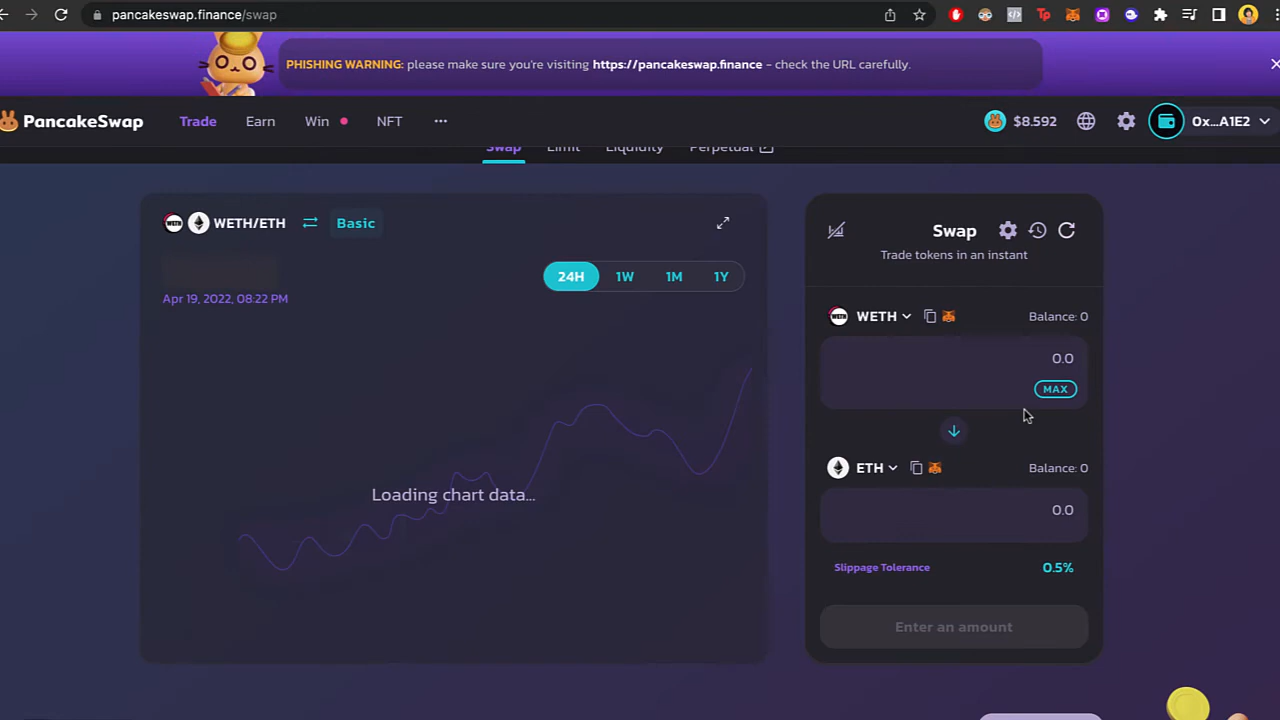 pancakeswap.finance/swap
PHISHING WARNING: please make sure you're visiting https://pancakeswap.finance - check the URL carefully.
PancakeSwap Trade Earn Win NFT $8.592 0x...A1E2
Swap Limit Liquidity Perpetual
WETH/ETH Basic
24H 1W 1M 1Y
Apr 19, 2022, 08:22 PM
Loading chart data...
Swap
Trade tokens in an instant
WETH Balance: 0
0.0
MAX
ETH Balance: 0
0.0
Slippage Tolerance 0.5%
Enter an amount